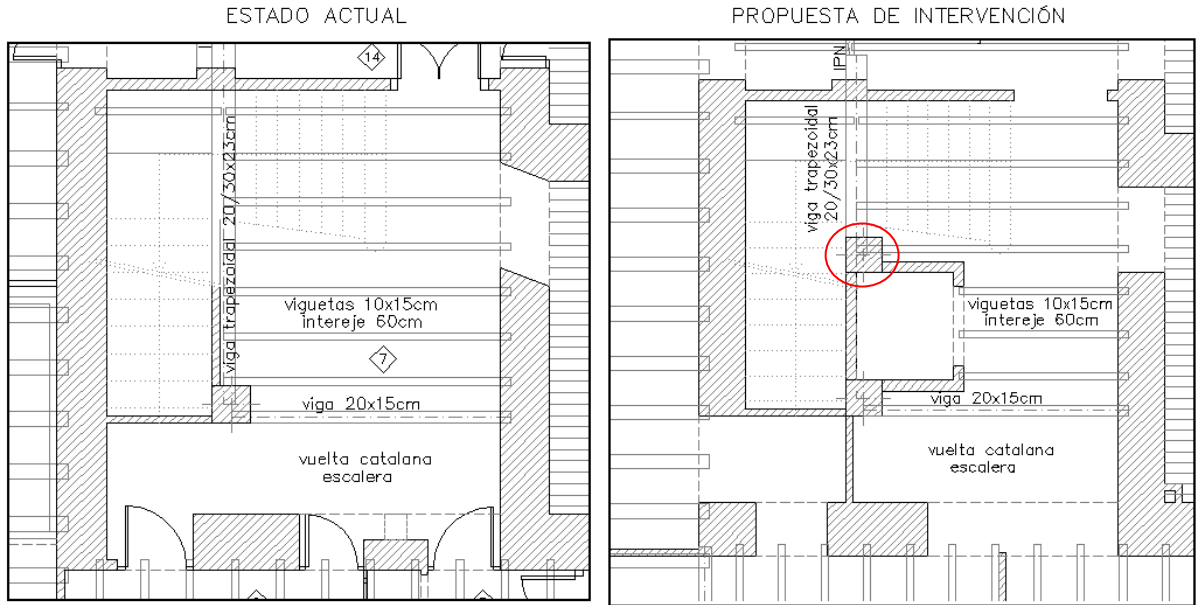 ESTADO ACTUAL
14
viga trapezoidal 20/30x23cm
viguetas 10x15cm
intereje 60cm
7
viga 20x15cm
vuelta catalana
escalera
PROPUESTA DE INTERVENCIÓN
IPN
viga trapezoidal
20/30x23cm
viguetas 10x15cm
intereje 60cm
viga 20x15cm
vuelta catalana
escalera